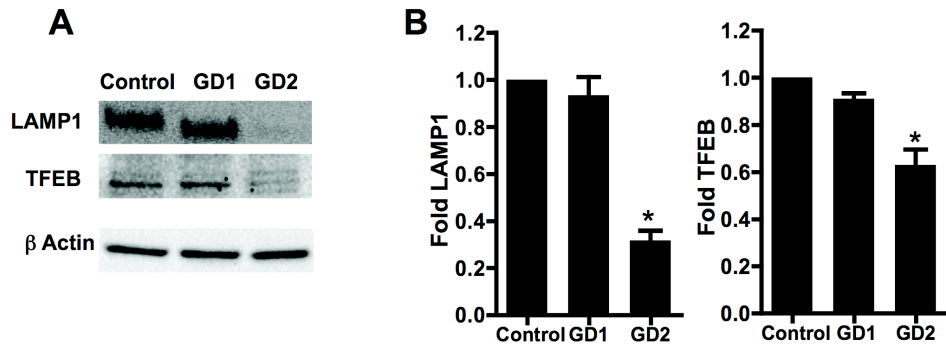 A
Control GD1 GD2
LAMP1
TFEB
β Actin
B
Fold LAMP1
1.2
1.0
0.8
0.6
0.4
0.2
0.0
*
Control GD1 GD2
Fold TFEB
1.2
1.0
0.8
0.6
0.4
0.2
0.0
*
Control GD1 GD2